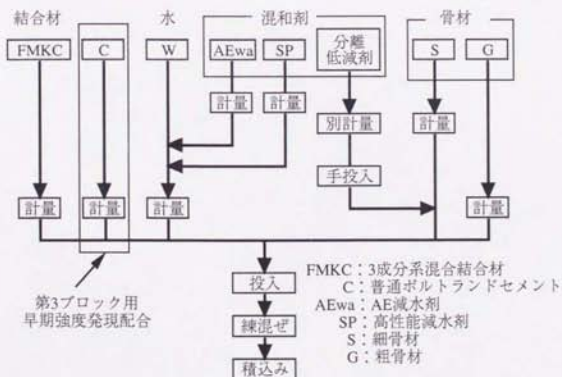 結合材
水
混和剤
骨材
FMKC
C
W
AEwa
SP
分離
低減剤
S
G
計量
計量
別計量
計量
手投入
計量
計量
計量
計量
投入
練混ぜ
積込み
第3ブロック用
早期強度発現配合
FMKC：3成分系混合結合材
C：普通ポルトランドセメント
AEwa：AE減水剤
SP：高性能減水剤
S：細骨材
G：粗骨材